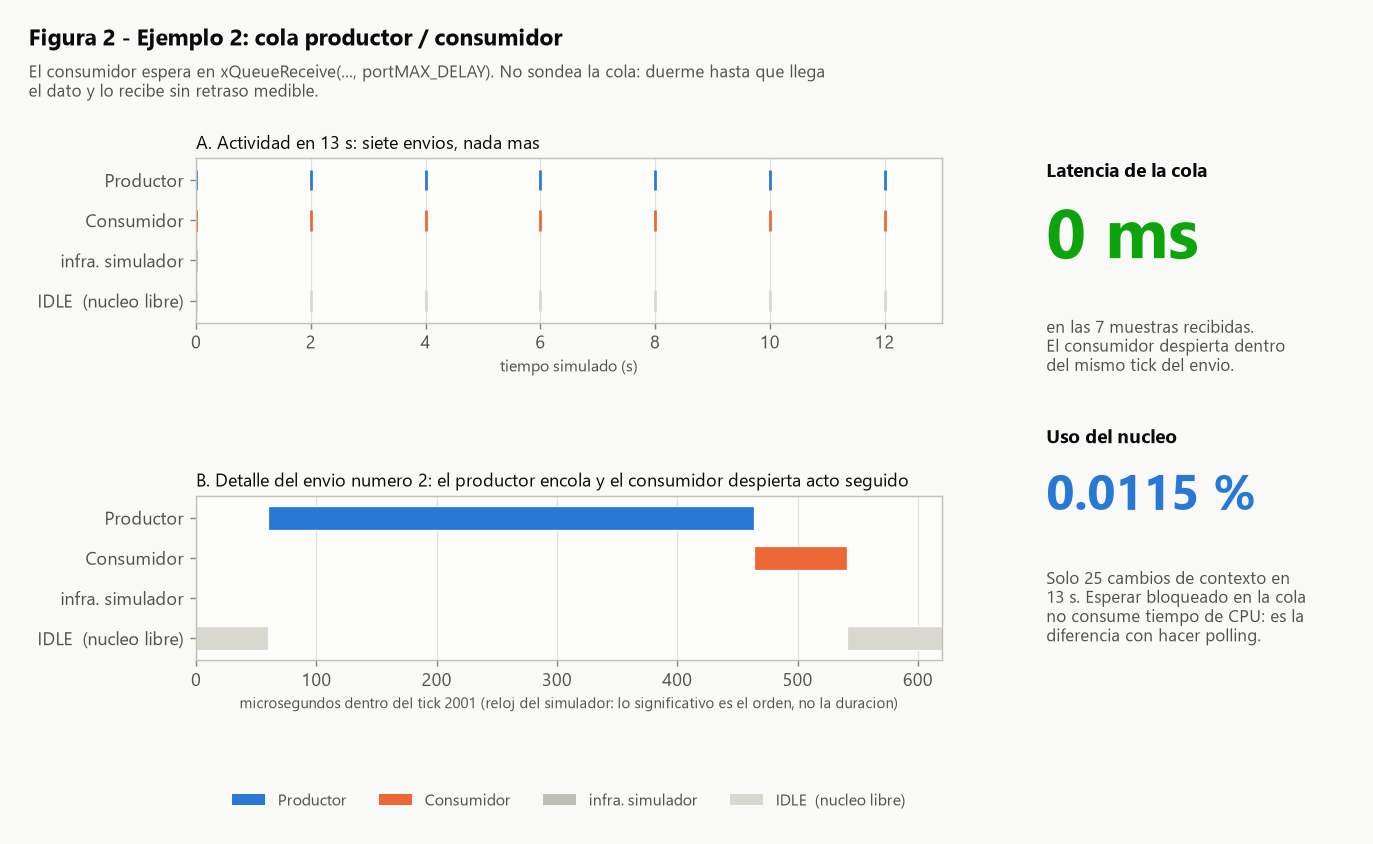 Figura 2 - Ejemplo 2: cola productor / consumidor
El consumidor espera en xQueueReceive(..., portMAX_DELAY). No sondea la cola: duerme hasta que llega
el dato y lo recibe sin retraso medible.
A. Actividad en 13 s: siete envios, nada mas
Productor
Consumidor
infra. simulador
IDLE (nucleo libre)
0 2 4 6 8 10 12
tiempo simulado (s)
Latencia de la cola
0 ms
en las 7 muestras recibidas.
El consumidor despierta dentro
del mismo tick del envio.
Uso del nucleo
0.0115 %
Solo 25 cambios de contexto en
13 s. Esperar bloqueado en la cola
no consume tiempo de CPU: es la
diferencia con hacer polling.
B. Detalle del envio numero 2: el productor encola y el consumidor despierta acto seguido
Productor
Consumidor
infra. simulador
IDLE (nucleo libre)
0 100 200 300 400 500 600
microsegundos dentro del tick 2001 (reloj del simulador: lo significativo es el orden, no la duracion)
Productor Consumidor infra. simulador IDLE (nucleo libre)